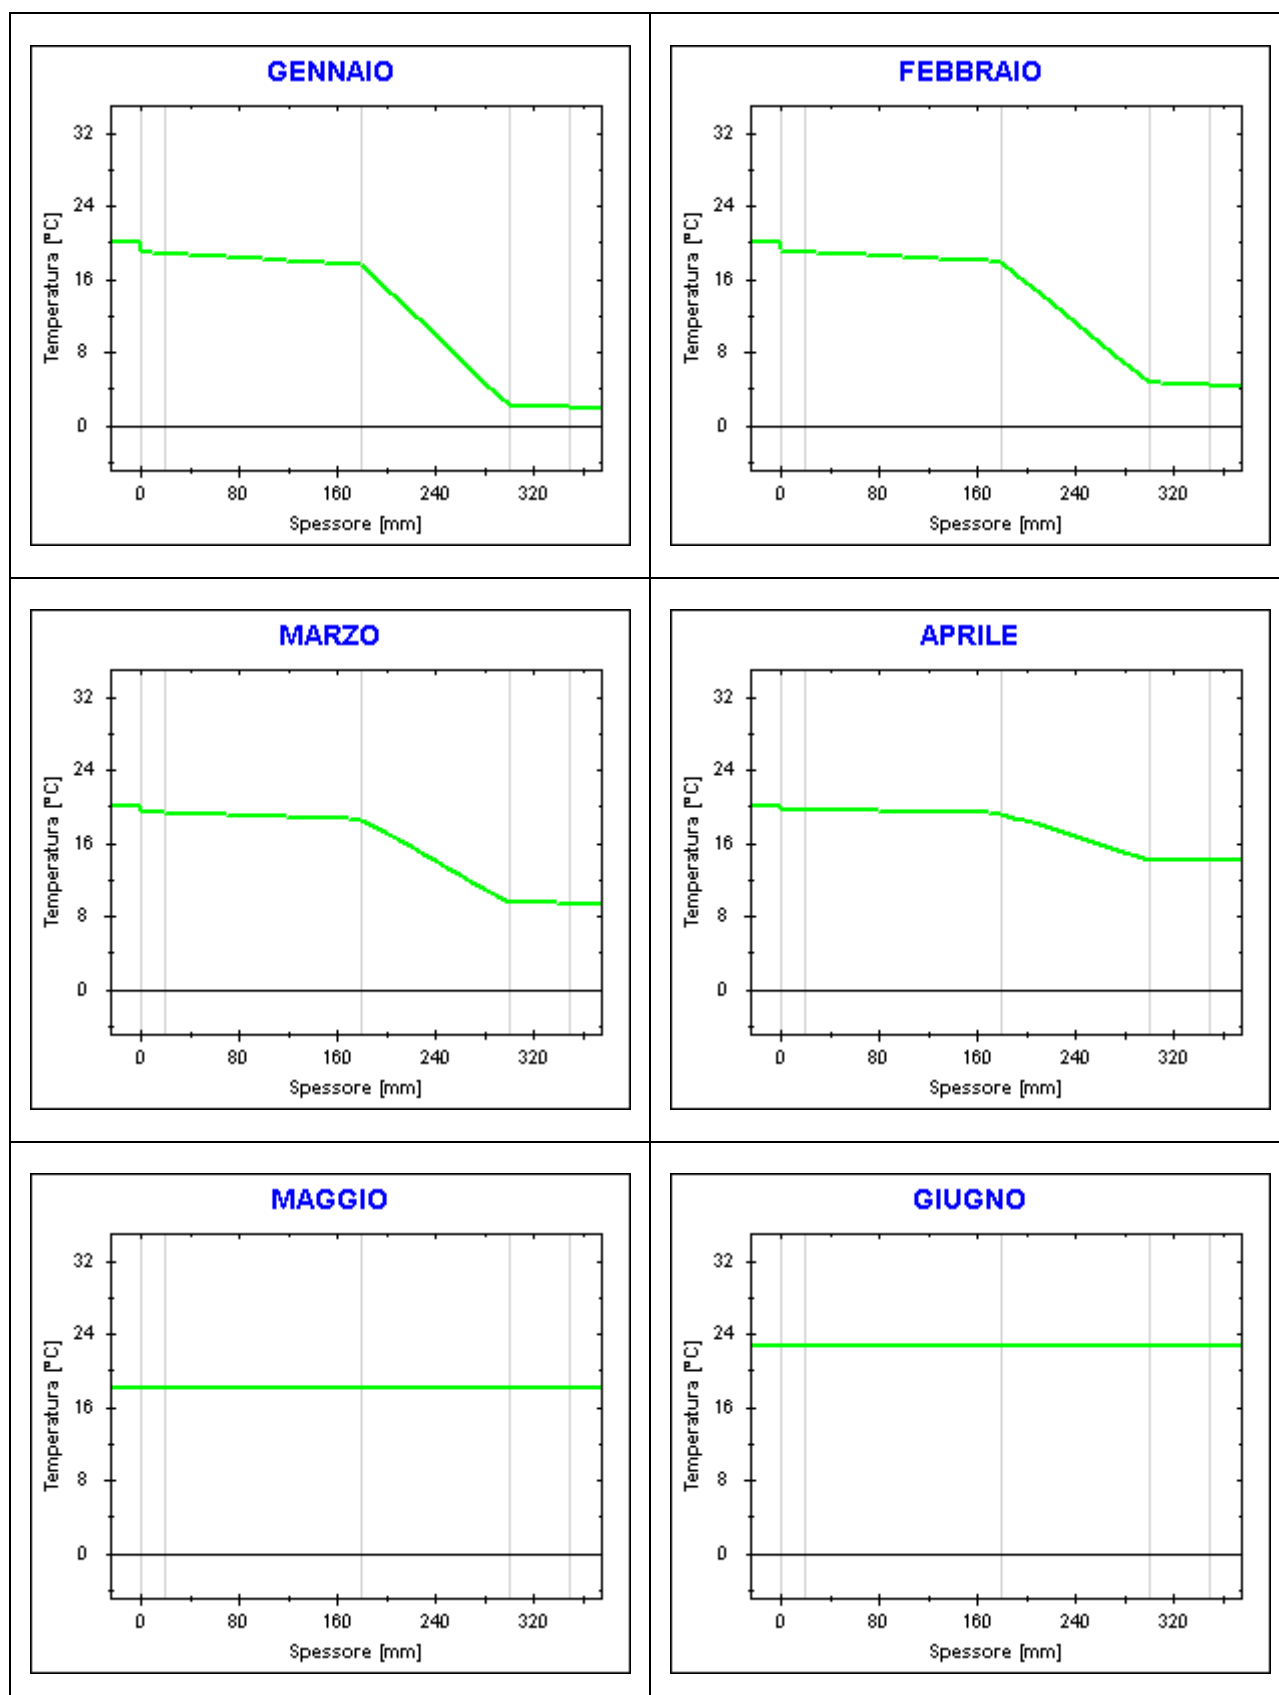 GENNAIO
32
24
16
8
0
Temperatura [°C]
0 80 160 240 320
Spessore [mm]
FEBBRAIO
32
24
16
8
0
Temperatura [°C]
0 80 160 240 320
Spessore [mm]
MARZO
32
24
16
8
0
Temperatura [°C]
0 80 160 240 320
Spessore [mm]
APRILE
32
24
16
8
0
Temperatura [°C]
0 80 160 240 320
Spessore [mm]
MAGGIO
32
24
16
8
0
Temperatura [°C]
0 80 160 240 320
Spessore [mm]
GIUGNO
32
24
16
8
0
Temperatura [°C]
0 80 160 240 320
Spessore [mm]